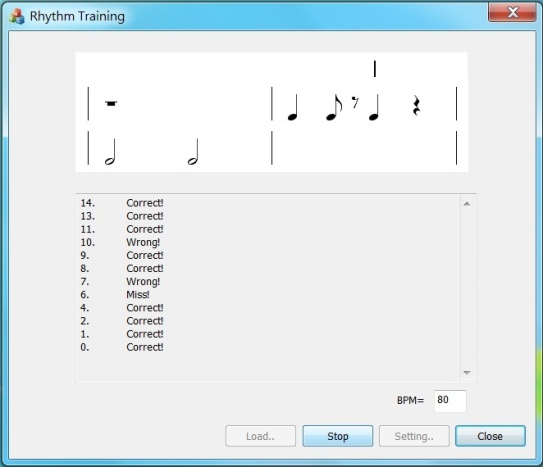 Rhythm Training
14. Correct!
13. Correct!
11. Correct!
10. Wrong!
9. Correct!
8. Correct!
7. Wrong!
6. Miss!
4. Correct!
2. Correct!
1. Correct!
0. Correct!
BPM= 80
Load.. Stop Setting.. Close